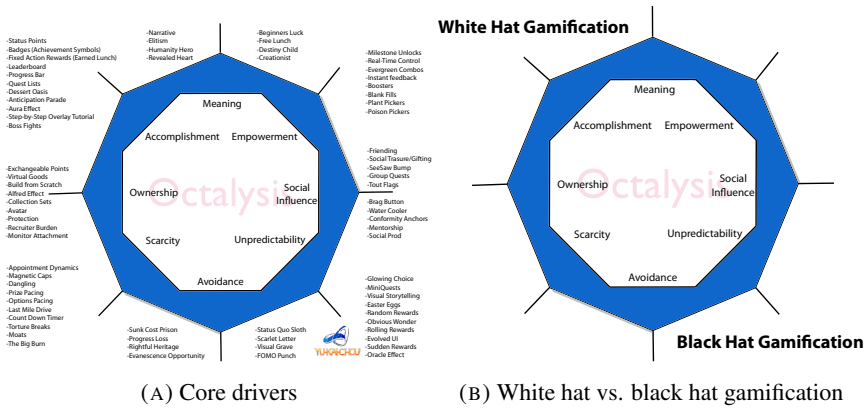 -Narrative
-Elitism
-Humanity Hero
-Revealed Heart
-Beginners Luck
-Free Lunch
-Destiny Child
-Creationist
-Status Points
-Badges (Achievement Symbols)
-Fixed Action Rewards (Earned Lunch)
-Leaderboard
-Progress Bar
-Quest Lists
-Dessert Oasis
-Anticipation Parade
-Aura Effect
-Step-by-Step Overlay Tutorial
-Boss Fights
-Milestone Unlocks
-Real-Time Control
-Evergreen Combos
-Instant feedback
-Boosters
-Blank Fills
-Plant Pickers
-Poison Pickers
Meaning
Accomplishment
Empowerment
-Exchangeable Points
-Virtual Goods
-Build from Scratch
-Alfred Effect
-Collection Sets
-Avatar
-Protection
-Recruiter Burden
-Monitor Attachment
Ownership
Octalysis
Social
Influence
-Friending
-Social Trasure/Gifting
-SeeSaw Bump
-Group Quests
-Tout Flags
-Brag Button
-Water Cooler
-Conformity Anchors
-Mentorship
-Social Prod
Scarcity
Unpredictability
Avoidance
-Appointment Dynamics
-Magnetic Caps
-Dangling
-Prize Pacing
-Options Pacing
-Last Mile Drive
-Count Down Timer
-Torture Breaks
-Moats
-The Big Burn
-Sunk Cost Prison
-Progress Loss
-Rightful Heritage
-Evanescence Opportunity
-Status Quo Sloth
-Scarlet Letter
-Visual Grave
-FOMO Punch
YUKAICHOU
-Glowing Choice
-MiniQuests
-Visual Storytelling
-Easter Eggs
-Random Rewards
-Obvious Wonder
-Rolling Rewards
-Evolved UI
-Sudden Rewards
-Oracle Effect
(A) Core drivers
White Hat Gamification
Meaning
Accomplishment
Empowerment
Ownership
Octalysis
Social
Influence
Scarcity
Unpredictability
Avoidance
Black Hat Gamification
(B) White hat vs. black hat gamification